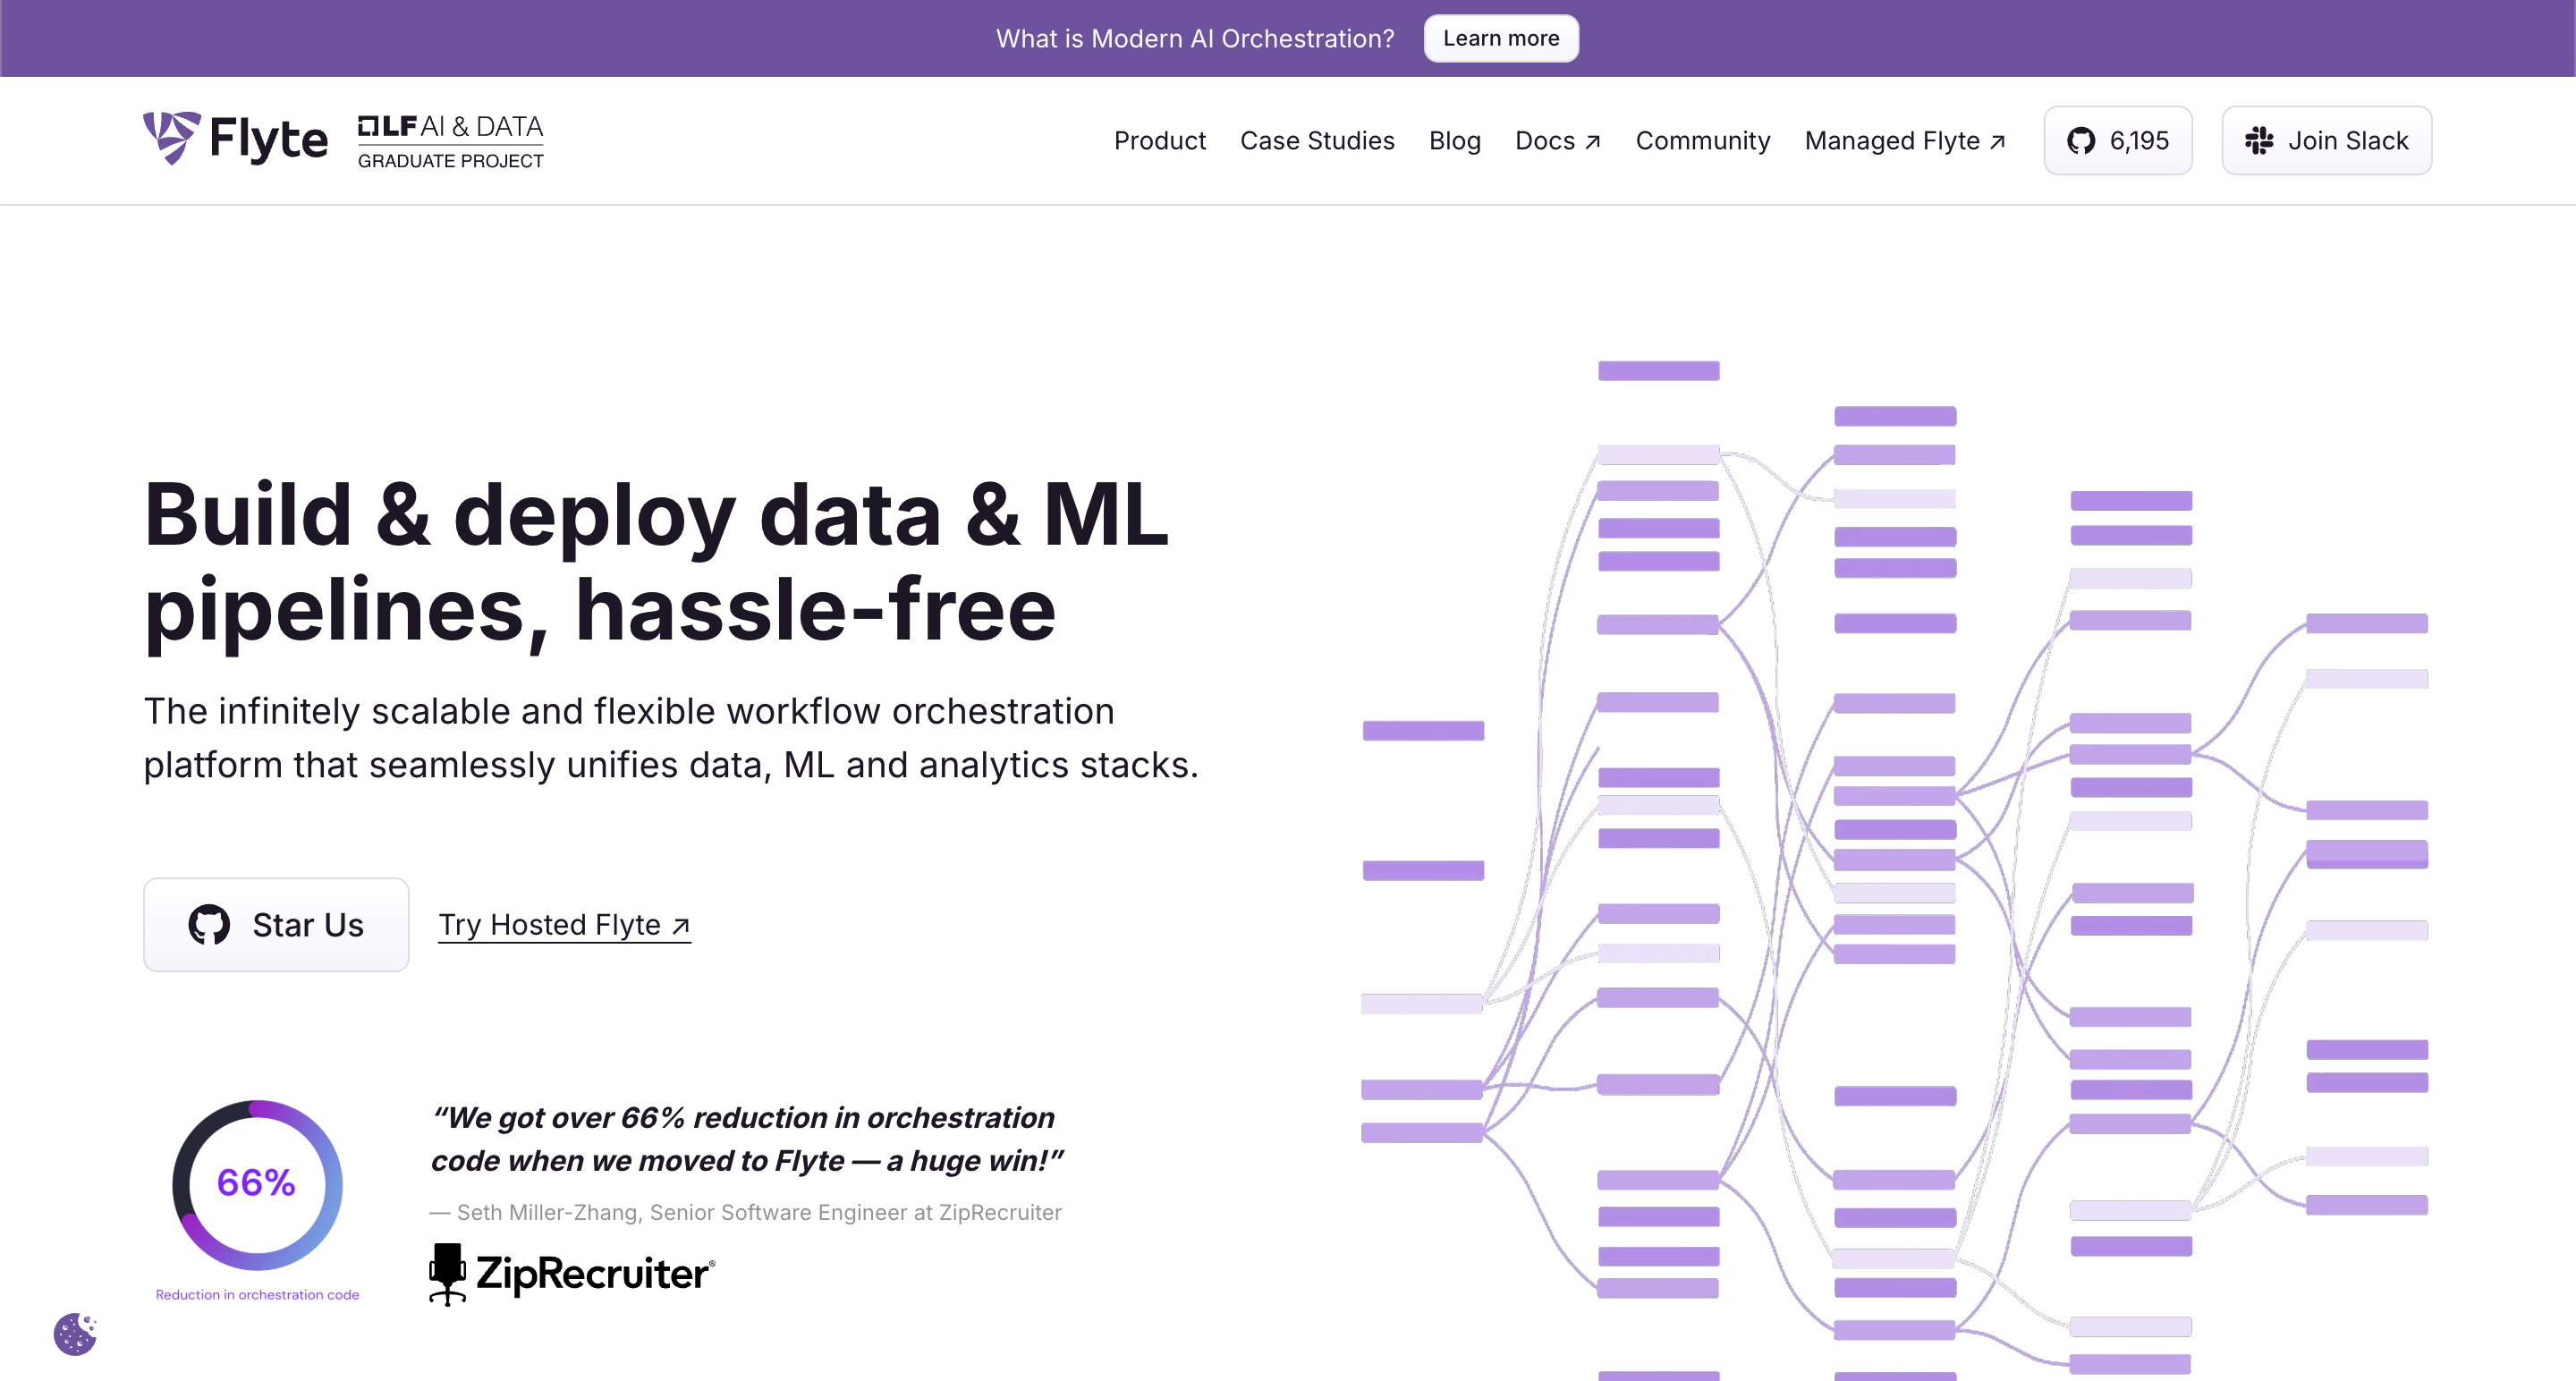 What is Modern AI Orchestration? Learn more
Flyte LF AI & DATA
GRADUATE PROJECT
Product Case Studies Blog Docs ↗ Community Managed Flyte ↗ 6,195 Join Slack
Build & deploy data & ML
pipelines, hassle-free
The infinitely scalable and flexible workflow orchestration
platform that seamlessly unifies data, ML and analytics stacks.
Star Us Try Hosted Flyte ↗
66%
Reduction in orchestration code
“We got over 66% reduction in orchestration
code when we moved to Flyte — a huge win!”
— Seth Miller-Zhang, Senior Software Engineer at ZipRecruiter
ZipRecruiter®